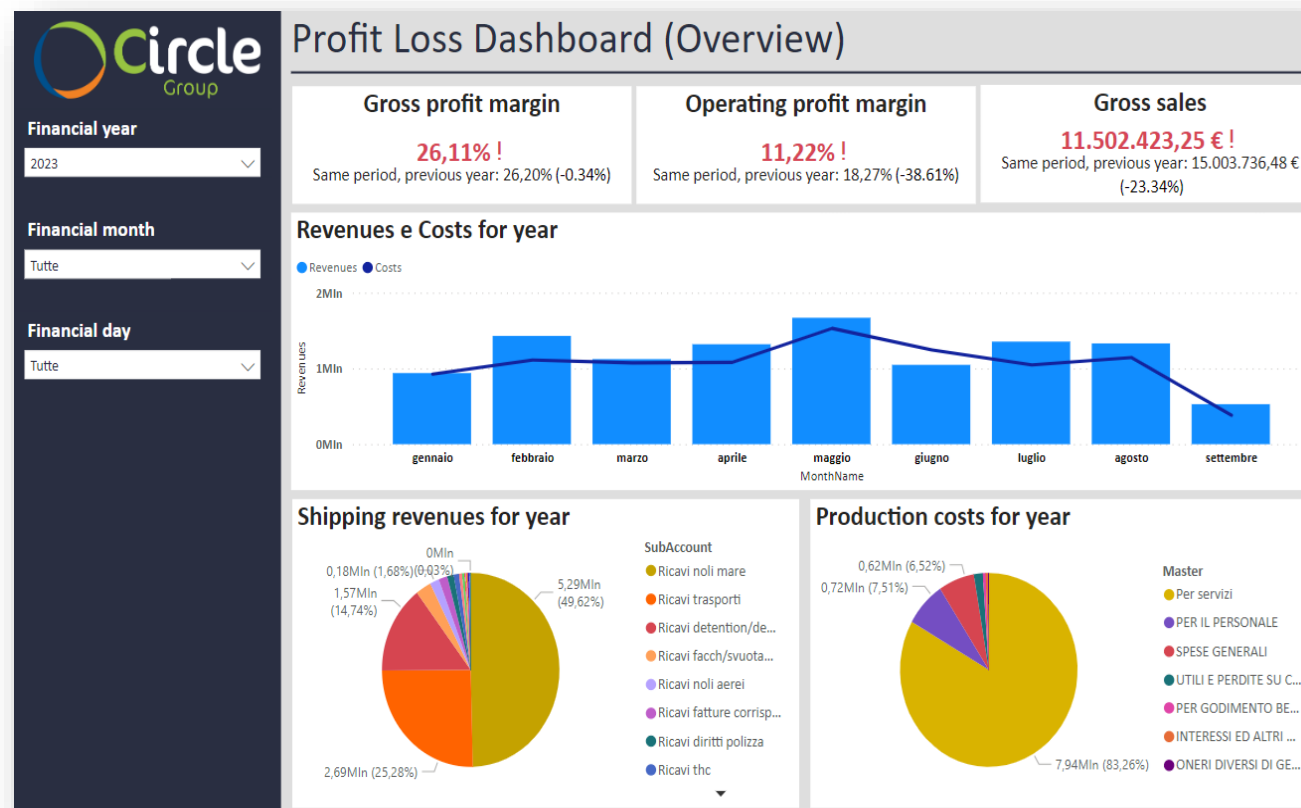 Circle
Group
Financial year
2023
Financial month
Tutte
Financial day
Tutte
Profit Loss Dashboard (Overview)
Gross profit margin
26,11% !
Same period, previous year: 26,20% (-0.34%)
Operating profit margin
11,22% !
Same period, previous year: 18,27% (-38.61%)
Gross sales
11.502.423,25 € !
Same period, previous year: 15.003.736,48 €
(-23.34%)
Revenues e Costs for year
Revenues Costs
2Mln
1Mln
0Mln
Revenues
gennaio febbraio marzo aprile maggio giugno luglio agosto settembre
MonthName
Shipping revenues for year
0Mln
(0,03%)
0,18Mln (1,68%)
1,57Mln
(14,74%)
5,29Mln
(49,62%)
2,69Mln (25,28%)
SubAccount
Ricavi noli mare
Ricavi trasporti
Ricavi detention/de...
Ricavi facch/svuota...
Ricavi noli aerei
Ricavi fatture corrisp...
Ricavi diritti polizza
Ricavi thc
Production costs for year
0,62Mln (6,52%)
0,72Mln (7,51%)
7,94Mln (83,26%)
Master
Per servizi
PER IL PERSONALE
SPESE GENERALI
UTILI E PERDITE SU C...
PER GODIMENTO BE...
INTERESSI ED ALTRI ...
ONERI DIVERSI DI GE...